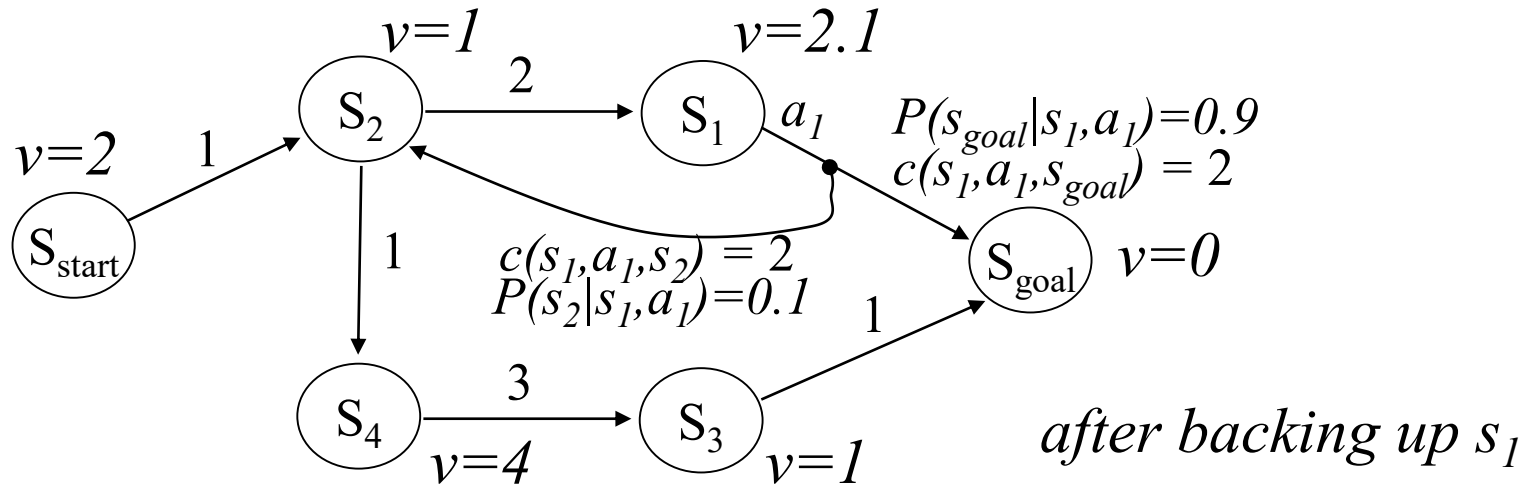 v=1
v=2.1
2
S2
S1
a1
P(sgoal|s1,a1)=0.9
c(s1,a1,sgoal) = 2
v=2
1
Sstart
1
c(s1,a1,s2) = 2
P(s2|s1,a1)=0.1
Sgoal
v=0
1
3
S4
S3
v=4
v=1
after backing up s1